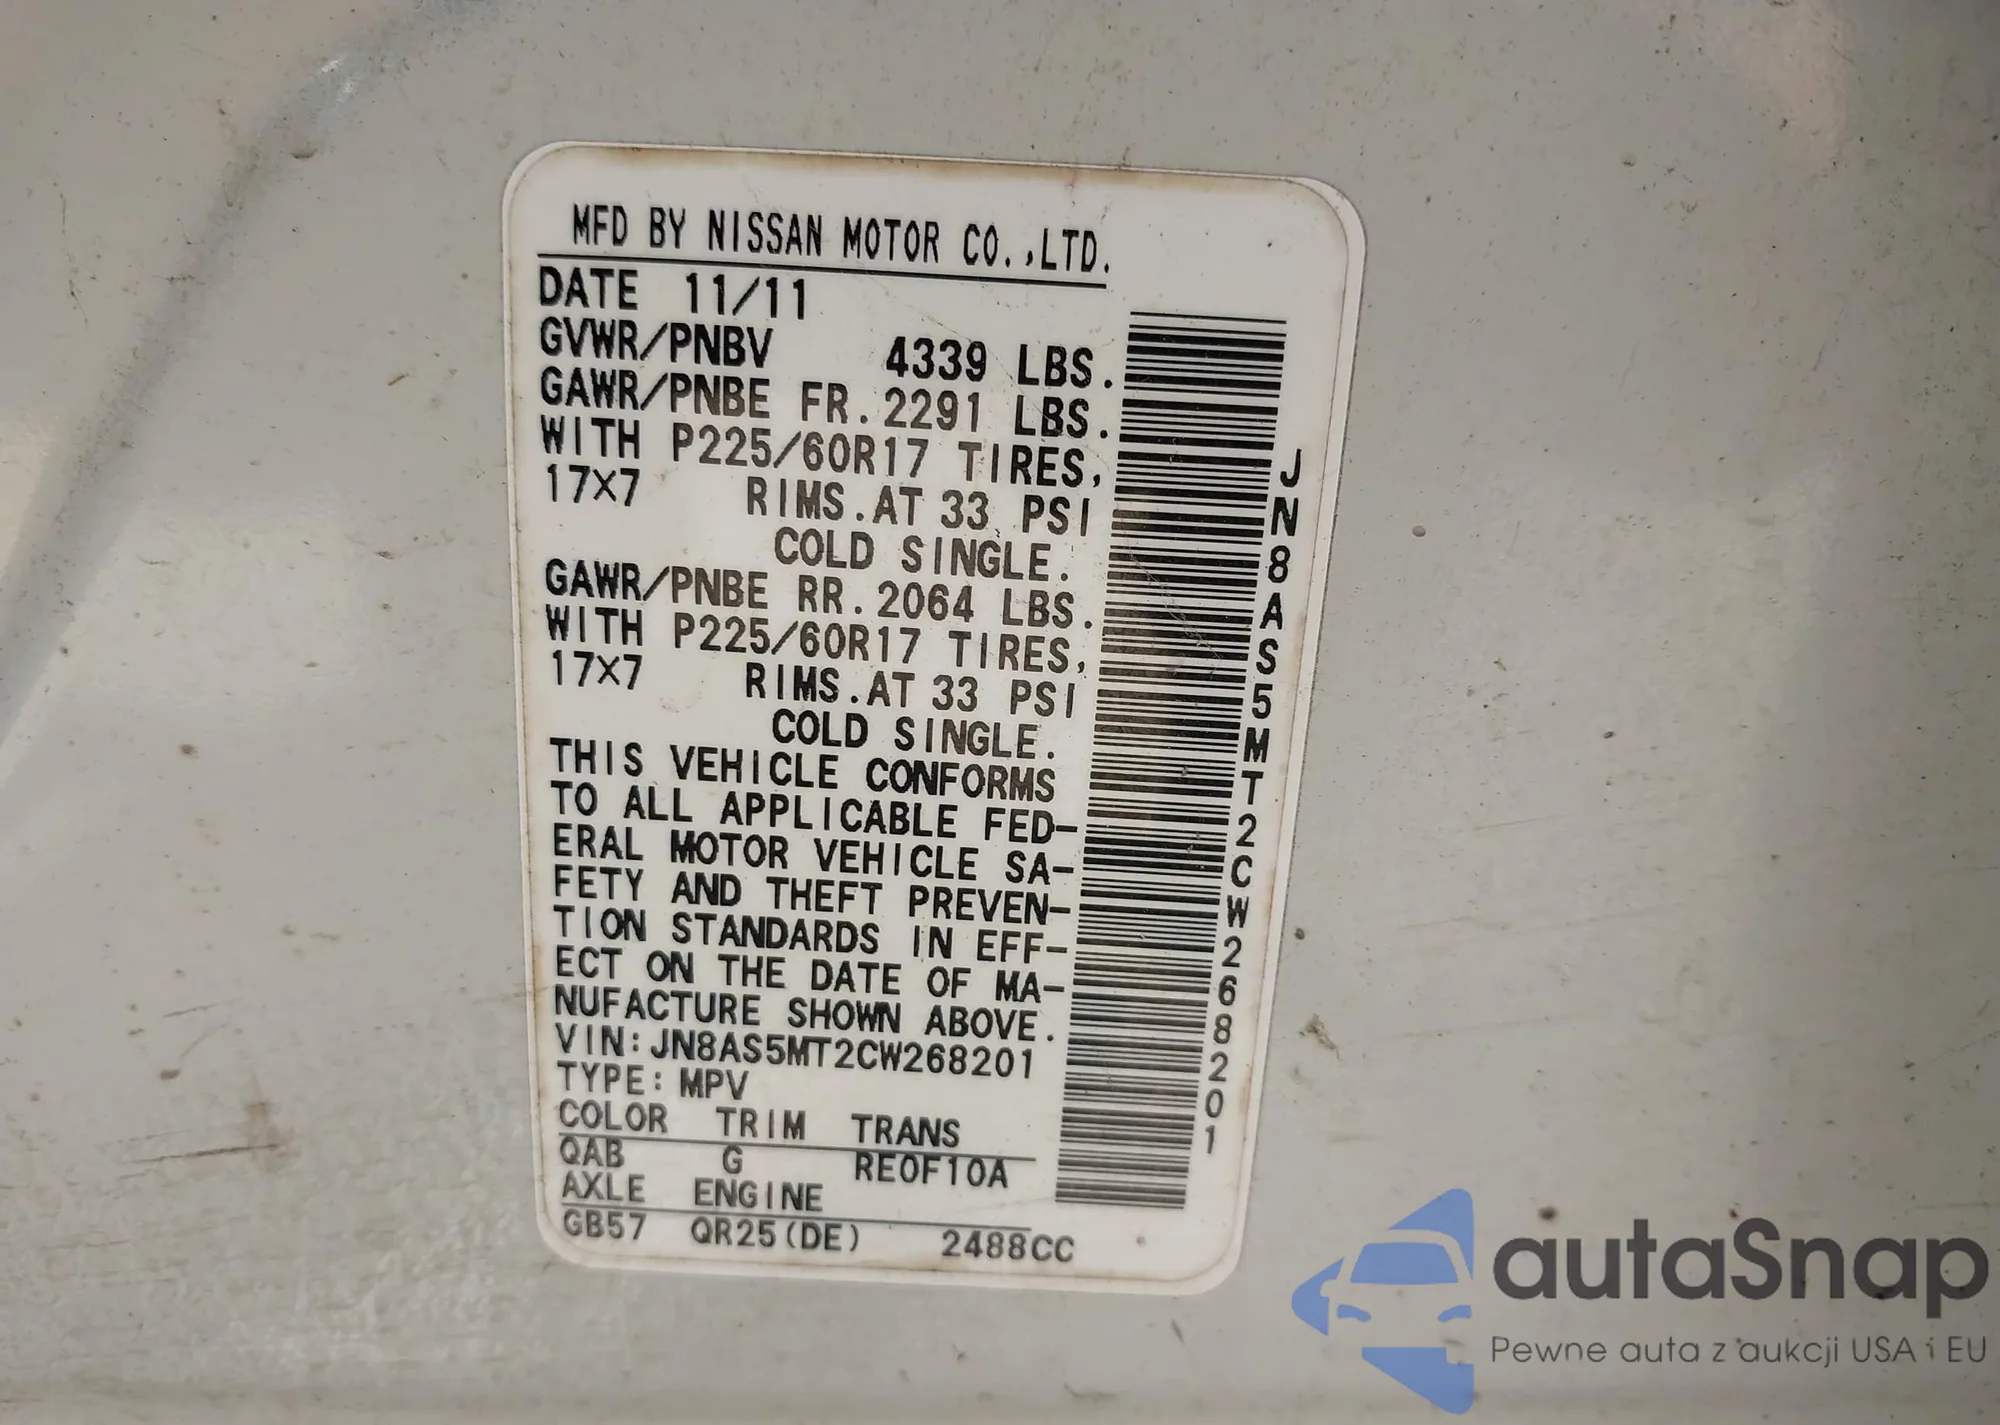 MFD BY NISSAN MOTOR CO.,LTD.
DATE 11/11
GVWR/PNBV 4339 LBS.
GAWR/PNBE FR.2291 LBS.
WITH P225/60R17 TIRES,
17X7 RIMS.AT 33 PSI
COLD SINGLE.
GAWR/PNBE RR.2064 LBS.
WITH P225/60R17 TIRES,
17X7 RIMS.AT 33 PSI
COLD SINGLE.
THIS VEHICLE CONFORMS
TO ALL APPLICABLE FED-
ERAL MOTOR VEHICLE SA-
FETY AND THEFT PREVEN-
TION STANDARDS IN EFF-
ECT ON THE DATE OF MA-
NUFACTURE SHOWN ABOVE.
VIN:JN8AS5MT2CW268201
TYPE:MPV
COLOR TRIM TRANS
QAB G RE0F10A
AXLE ENGINE
GB57 QR25(DE) 2488CC
JN8AS5MT2CW268201
autaSnap
Pewne auta z aukcji USA i EU